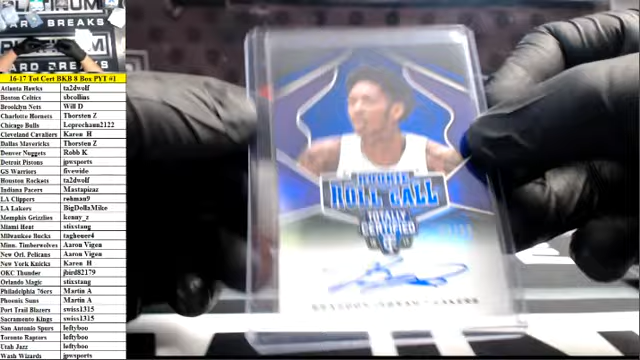 PLATINUM
CARD BREAKS
PLATINUM
CARD BREAKS
16-17 Tot Cert BKB 8 Box PYT #1
Atlanta Hawks ta2dwolf
Boston Celtics sbcollins
Brooklyn Nets Will D
Charlotte Hornets Thorsten Z
Chicago Bulls Leprechaun2122
Cleveland Cavaliers Karen H
Dallas Mavericks Thorsten Z
Denver Nuggets Robb K
Detroit Pistons jpwsports
GS Warriors fivewide
Houston Rockets ta2dwolf
Indiana Pacers Mastapizaz
LA Clippers rehman9
LA Lakers BigDollaMike
Memphis Grizzlies kenny_z
Miami Heat stixstang
Milwaukee Bucks tagheuer4
Minn. Timberwolves Aaron Vigen
New Orl. Pelicans Aaron Vigen
New York Knicks Karen H
OKC Thunder jbird82179
Orlando Magic stixstang
Philadelphia 76ers Martin A
Phoenix Suns Martin A
Port Trail Blazers swiss1315
Sacramento Kings swiss1315
San Antonio Spurs leftyboo
Toronto Raptors leftyboo
Utah Jazz leftyboo
Wash Wizards jpwsports
ROOKIE
ROLL CALL
TOTALLY
CERTIFIED